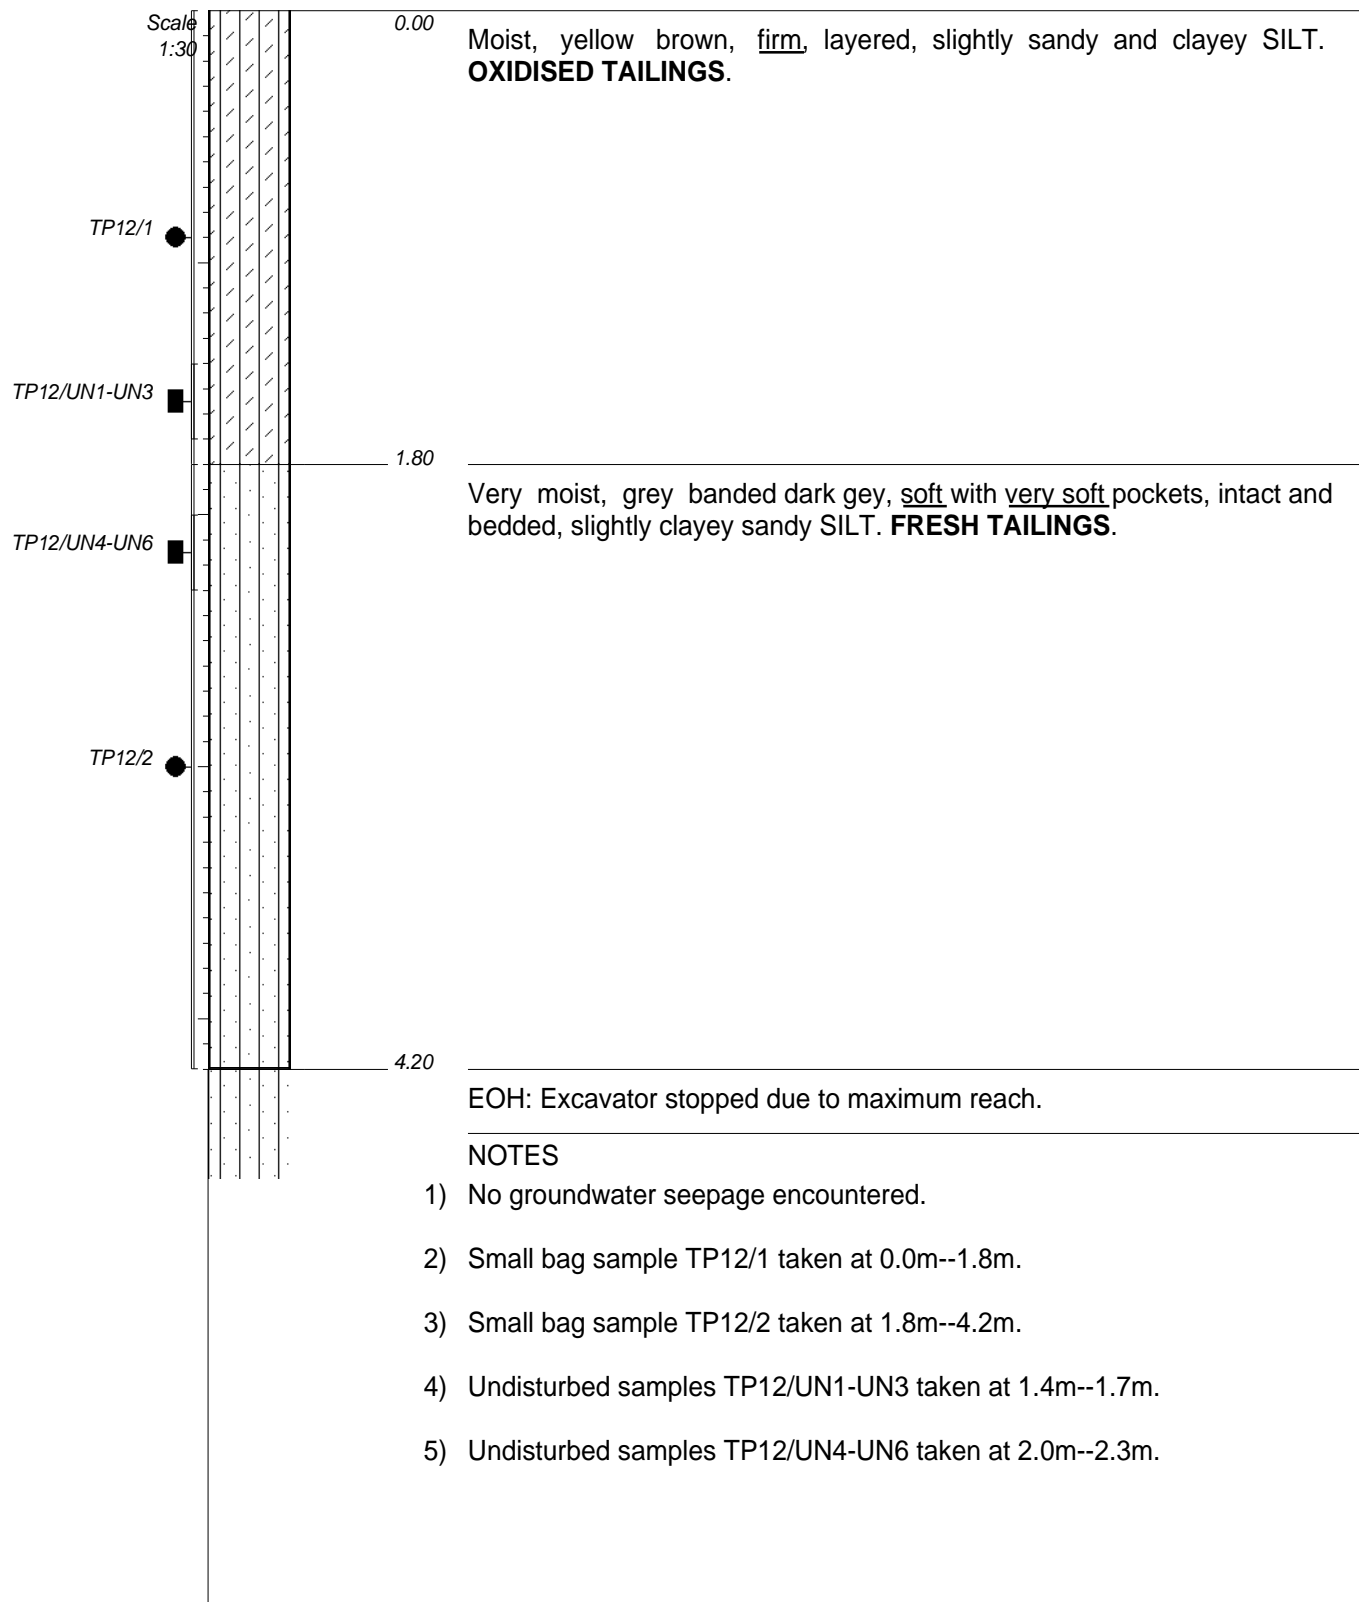 Scale
1:30
0.00
Moist, yellow brown, firm, layered, slightly sandy and clayey SILT.
OXIDISED TAILINGS.
TP12/1
TP12/UN1-UN3
1.80
Very moist, grey banded dark gey, soft with very soft pockets, intact and
bedded, slightly clayey sandy SILT. FRESH TAILINGS.
TP12/UN4-UN6
TP12/2
4.20
EOH: Excavator stopped due to maximum reach.
NOTES
1) No groundwater seepage encountered.
2) Small bag sample TP12/1 taken at 0.0m--1.8m.
3) Small bag sample TP12/2 taken at 1.8m--4.2m.
4) Undisturbed samples TP12/UN1-UN3 taken at 1.4m--1.7m.
5) Undisturbed samples TP12/UN4-UN6 taken at 2.0m--2.3m.